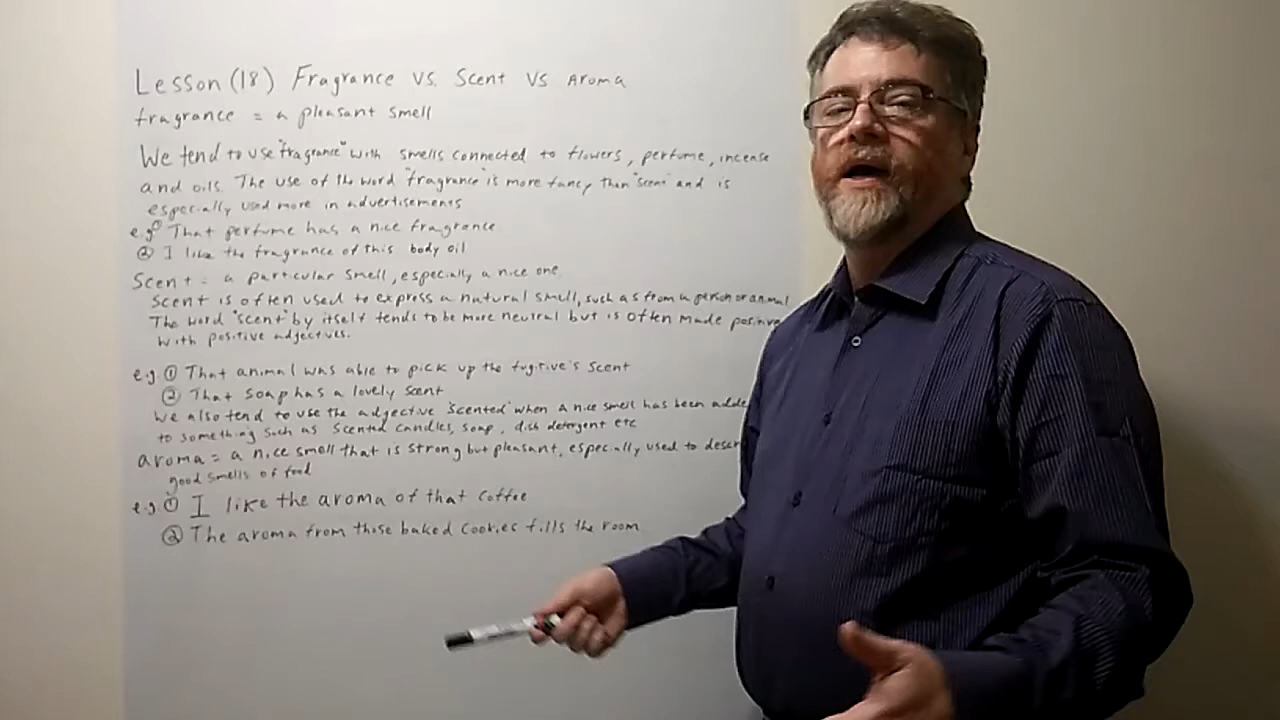 Lesson (18) Fragrance vs. Scent vs Aroma
fragrance = a pleasant smell
We tend to use "fragrance" with smells connected to flowers, perfume, incense
and oils. The use of the word "fragrance" is more fancy than "scent" and is
especially used more in advertisements
e.g ① That perfume has a nice fragrance
② I like the fragrance of this body oil
Scent = a particular smell, especially a nice one.
Scent is often used to express a natural smell, such as from a person or animal
The word "scent" by itself tends to be more neutral but is often made positive
with positive adjectives.
e.g ① That animal was able to pick up the fugitive's scent
② That soap has a lovely scent
We also tend to use the adjective "scented" when a nice smell has been adde
to something such as scented candles, soap, dish detergent etc
aroma = a nice smell that is strong but pleasant, especially used to descr
good smells of food
e.g ① I like the aroma of that coffee
② The aroma from those baked cookies fills the room